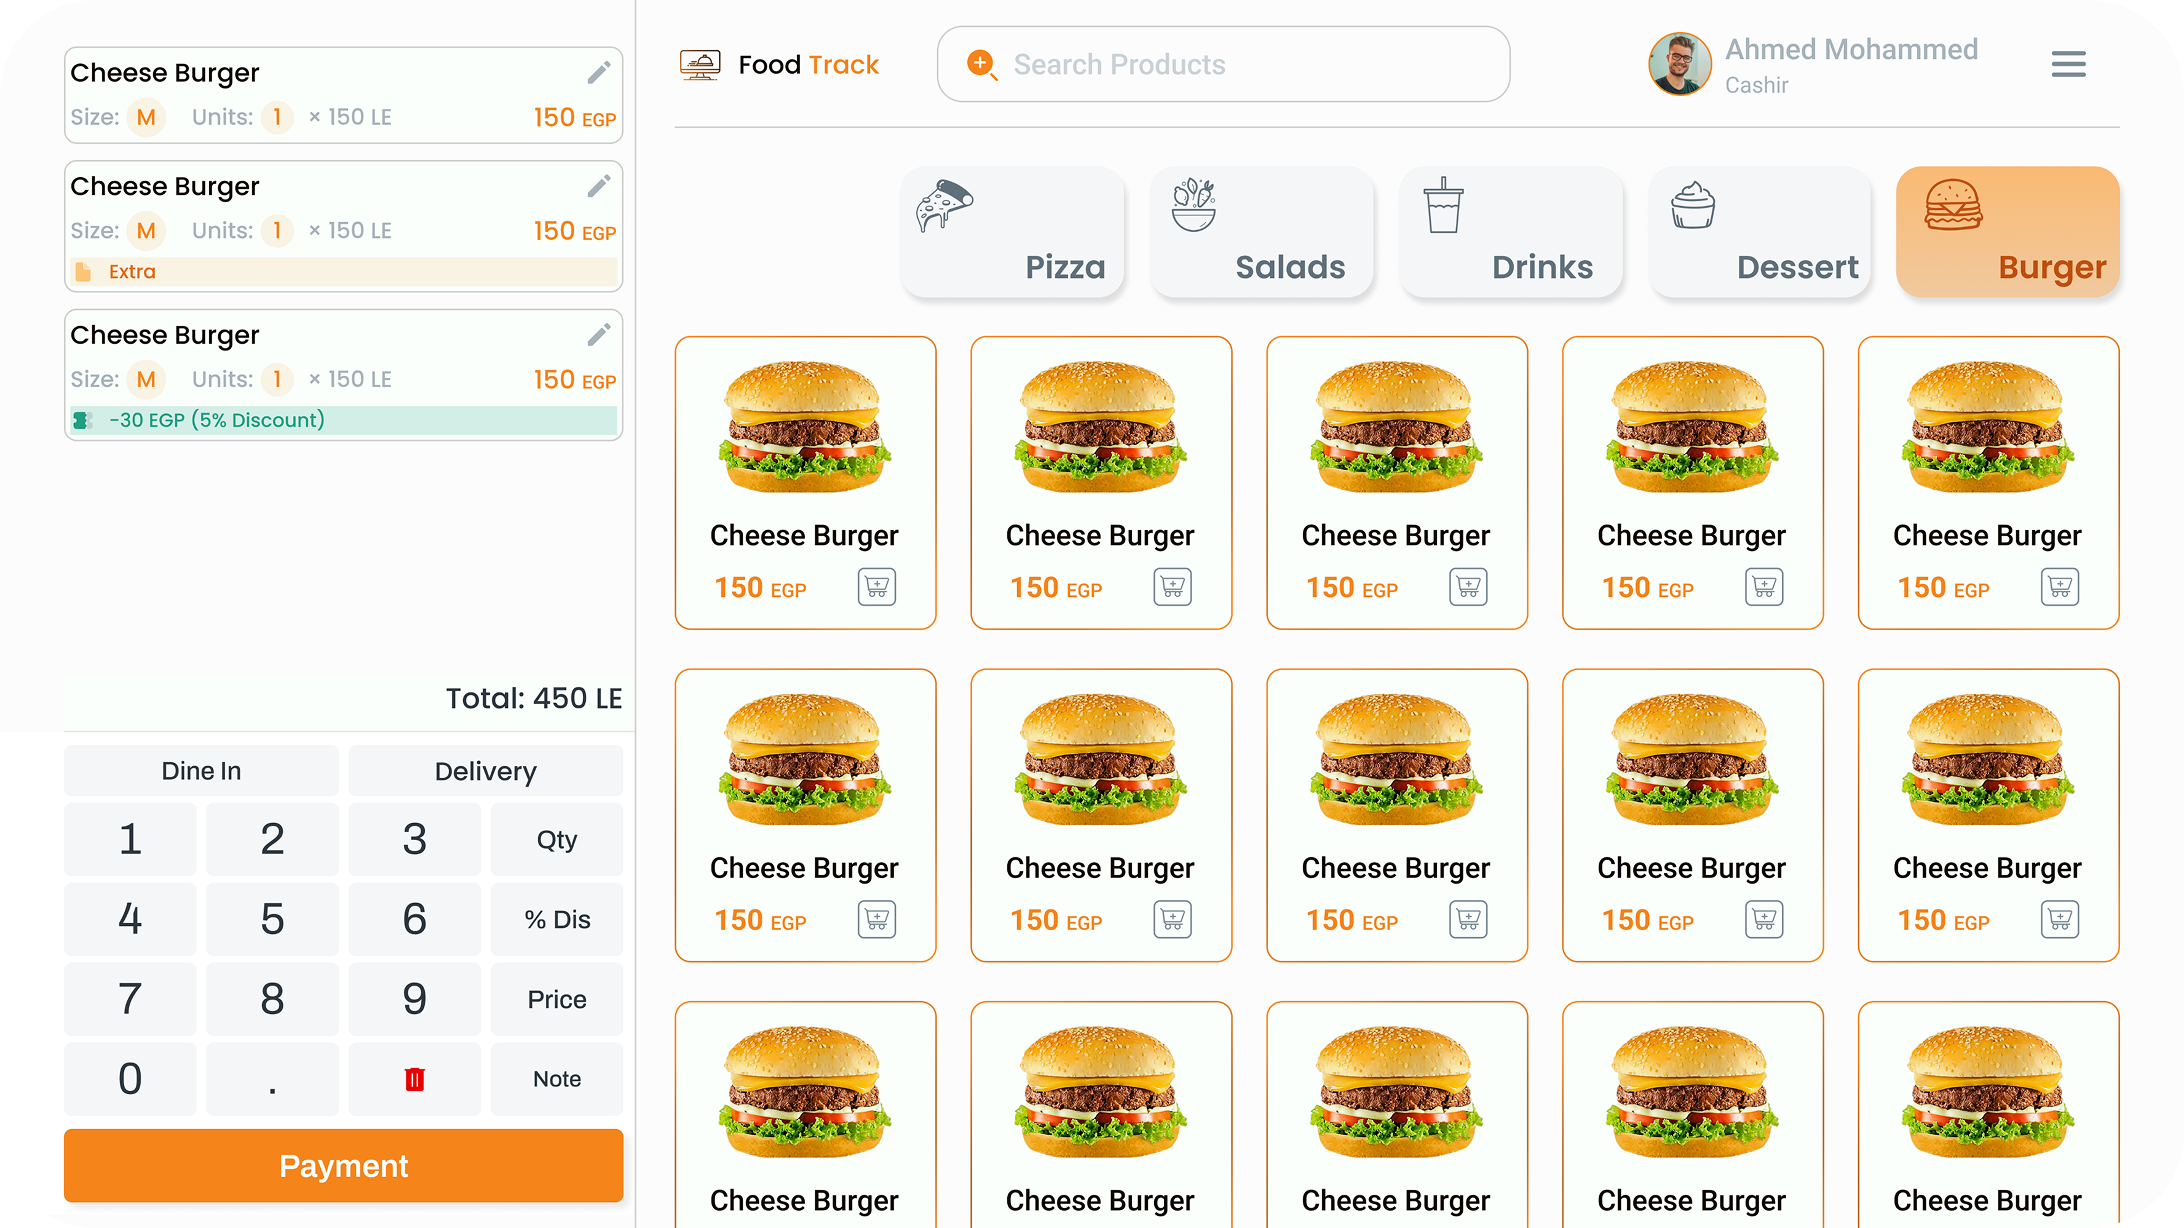 Cheese Burger
Size: M Units: 1 × 150 LE 150 EGP
Cheese Burger
Size: M Units: 1 × 150 LE 150 EGP
Extra
Cheese Burger
Size: M Units: 1 × 150 LE 150 EGP
-30 EGP (5% Discount)
Total: 450 LE
Dine In Delivery
1 2 3 Qty
4 5 6 % Dis
7 8 9 Price
0 . Note
Payment
Food Track
Search Products
Ahmed Mohammed
Cashir
Pizza Salads Drinks Dessert Burger
Cheese Burger Cheese Burger Cheese Burger Cheese Burger Cheese Burger
150 EGP 150 EGP 150 EGP 150 EGP 150 EGP
Cheese Burger Cheese Burger Cheese Burger Cheese Burger Cheese Burger
150 EGP 150 EGP 150 EGP 150 EGP 150 EGP
Cheese Burger Cheese Burger Cheese Burger Cheese Burger Cheese Burger